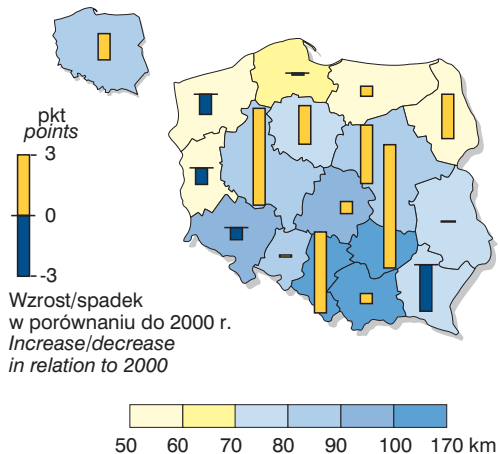 pkt
points
3
0
-3
Wzrost/spadek
w porównaniu do 2000 r.
Increase/decrease
in relation to 2000
50 60 70 80 90 100 170 km